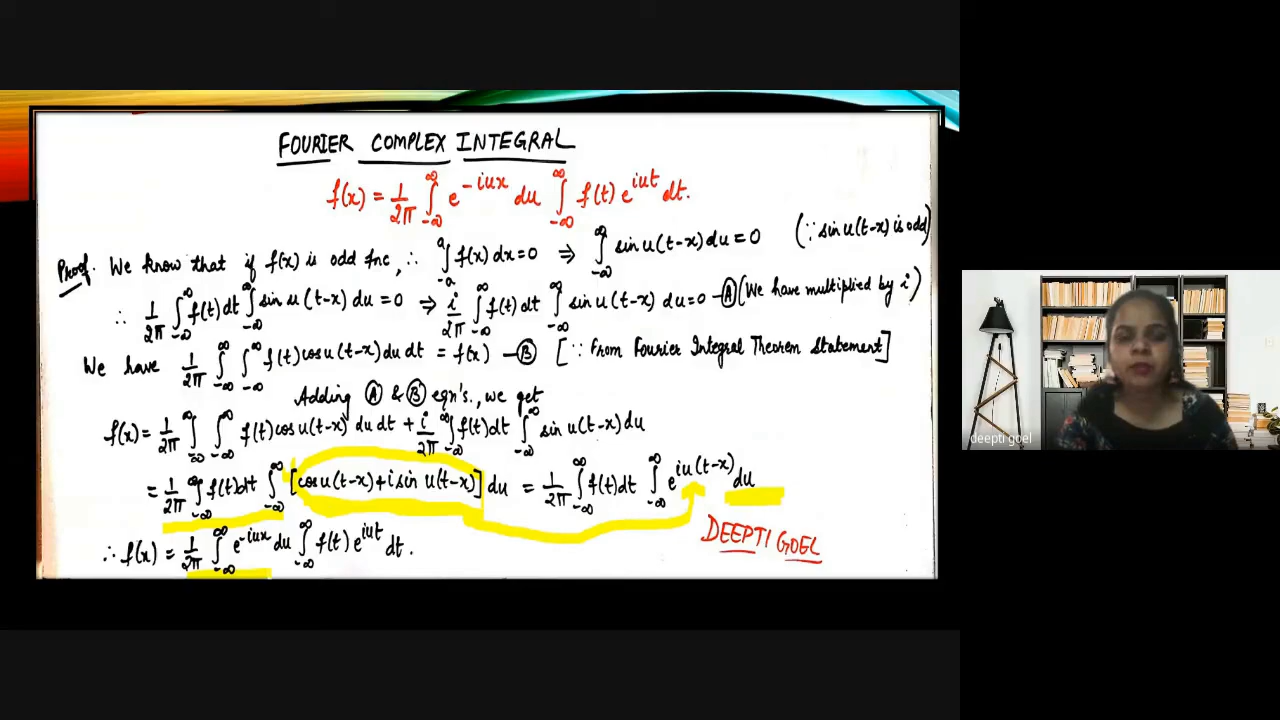 FOURIER COMPLEX INTEGRAL
f(x) = 1/2π ∫_{-∞}^{∞} e^{-iux} du ∫_{-∞}^{∞} f(t) e^{iut} dt.
Proof. We know that if f(x) is odd fnc, ∴ ∫_{-a}^{a} f(x) dx = 0 ⇒ ∫_{-∞}^{∞} sin u(t-x) du = 0 (∵ sin u(t-x) is odd)
∴ 1/2π ∫_{-∞}^{∞} f(t) dt ∫_{-∞}^{∞} sin u(t-x) du = 0 ⇒ i/2π ∫_{-∞}^{∞} f(t) dt ∫_{-∞}^{∞} sin u(t-x) du = 0 – Ⓐ (We have multiplied by i)
We have 1/2π ∫_{-∞}^{∞} ∫_{-∞}^{∞} f(t) cos u(t-x) du dt = f(x) – Ⓑ [∵ From Fourier Integral Theorem Statement]
Adding Ⓐ & Ⓑ eqn's., we get
f(x) = 1/2π ∫_{-∞}^{∞} ∫_{-∞}^{∞} f(t) cos u(t-x) du dt + i/2π ∫_{-∞}^{∞} f(t) dt ∫_{-∞}^{∞} sin u(t-x) du
= 1/2π ∫_{-∞}^{∞} f(t) dt ∫_{-∞}^{∞} [cos u(t-x) + i sin u(t-x)] du = 1/2π ∫_{-∞}^{∞} f(t) dt ∫_{-∞}^{∞} e^{iu(t-x)} du
∴ f(x) = 1/2π ∫_{-∞}^{∞} e^{-iux} du ∫_{-∞}^{∞} f(t) e^{iut} dt.
DEEPTI GOEL
deepti goel